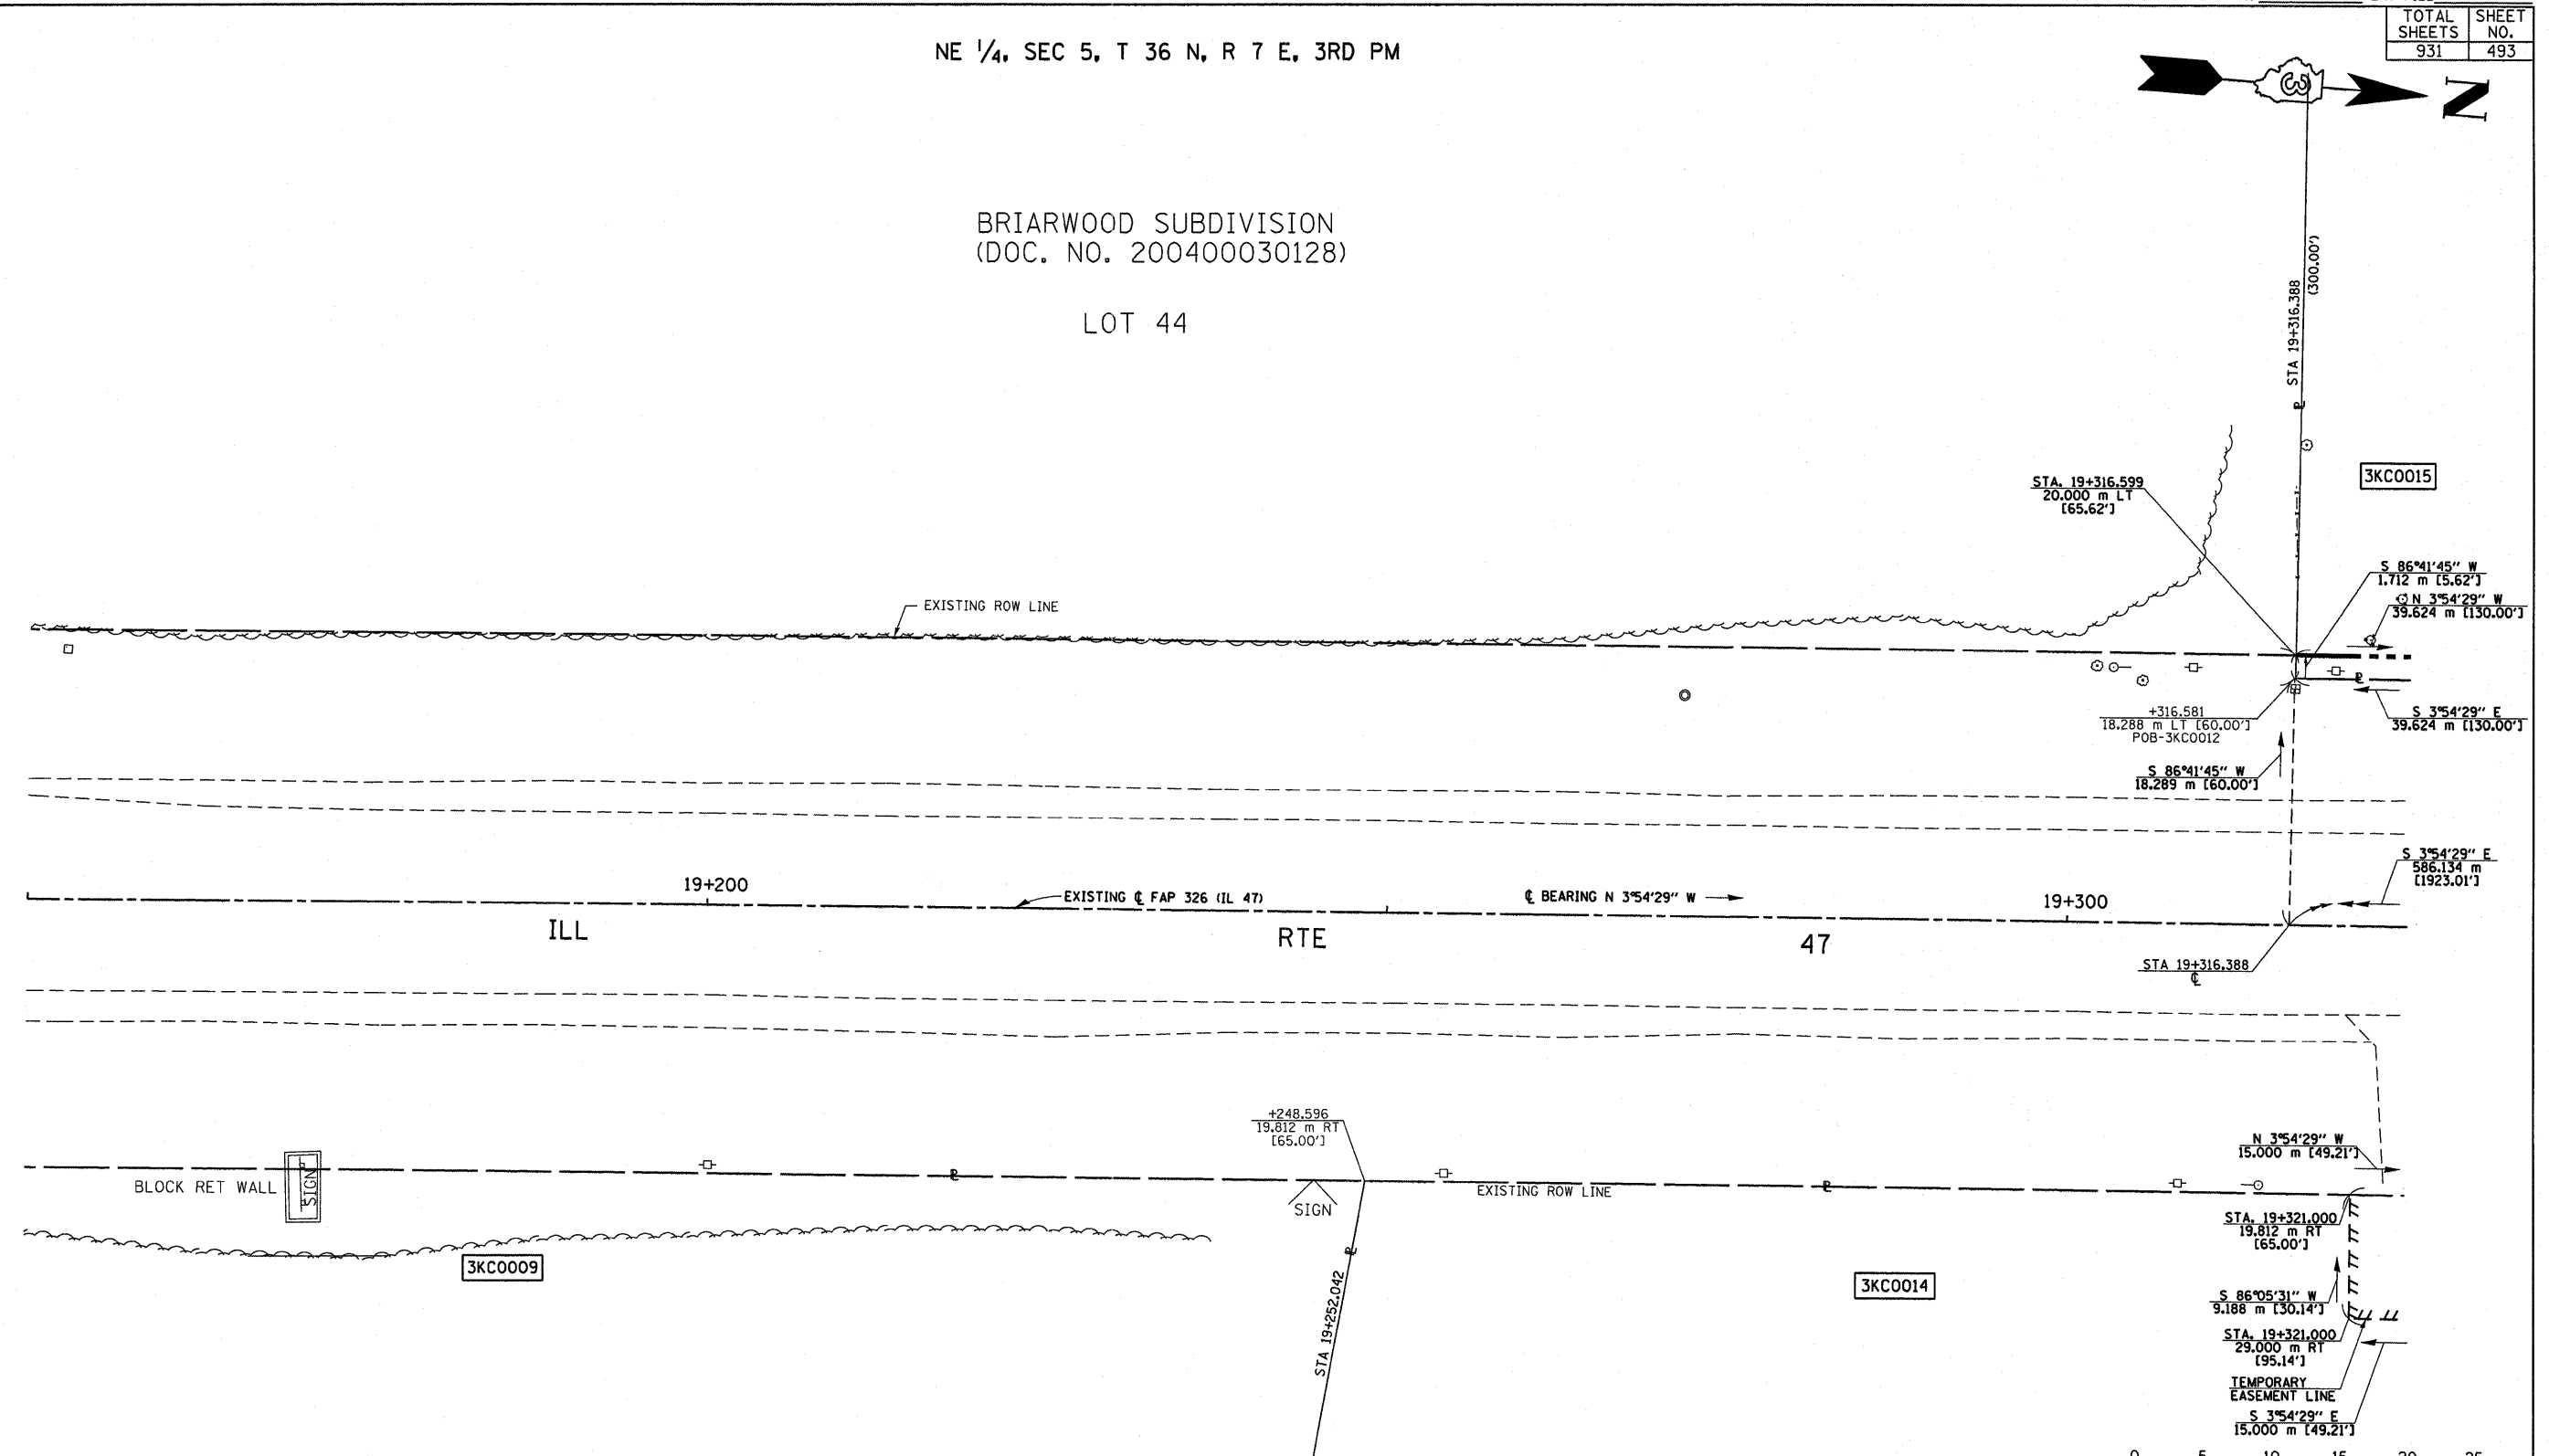 TOTAL SHEETS
SHEET NO.
931
493
NE 1/4, SEC 5, T 36 N, R 7 E, 3RD PM
3
N
BRIARWOOD SUBDIVISION
(DOC. NO. 200400030128)
LOT 44
STA 19+316.388
(300.00')
℄
3KC0015
STA. 19+316.599
20.000 m LT
[65.62']
S 86°41'45" W
1.712 m [5.62']
N 3°54'29" W
39.624 m [130.00']
EXISTING ROW LINE
+316.581
18.288 m LT [60.00']
POB-3KC0012
S 3°54'29" E
39.624 m [130.00']
S 86°41'45" W
18.289 m [60.00']
S 3°54'29" E
586.134 m
[1923.01']
19+200
EXISTING ℄ FAP 326 (IL 47)
℄ BEARING N 3°54'29" W
19+300
ILL
RTE
47
STA 19+316.388
℄
+248.596
19.812 m RT
[65.00']
N 3°54'29" W
15.000 m [49.21']
BLOCK RET WALL
SIGN
SIGN
EXISTING ROW LINE
STA. 19+321.000
19.812 m RT
[65.00']
3KC0009
STA 19+252.042
3KC0014
S 86°05'31" W
9.188 m [30.14']
STA. 19+321.000
29.000 m RT
[95.14']
TEMPORARY
EASEMENT LINE
S 3°54'29" E
15.000 m [49.21']